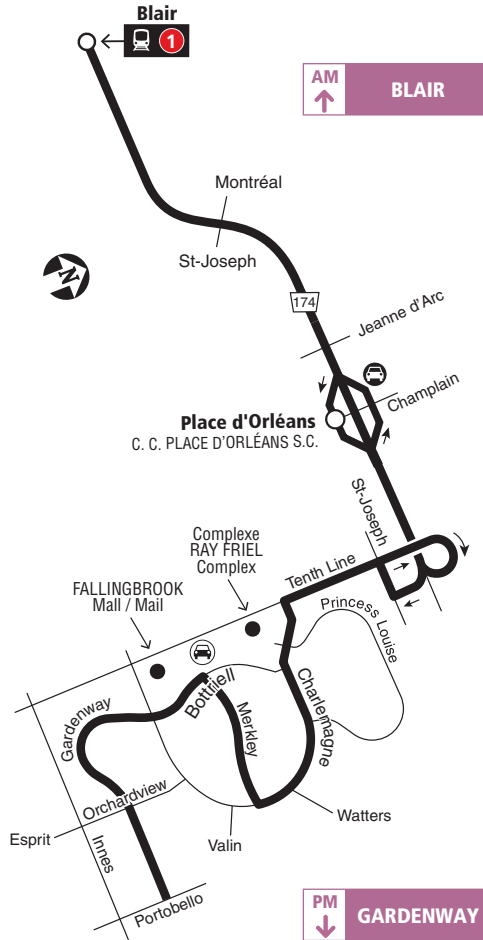 Blair
1
AM
BLAIR
Montréal
St-Joseph
N
174
Jeanne d'Arc
Champlain
Place d'Orléans
C. C. PLACE D'ORLÉANS S.C.
St-Joseph
Complexe
RAY FRIEL
Complex
Tenth Line
FALLINGBROOK
Mall / Mail
Princess Louise
Bottriell
Gardenway
Merkley
Charlemagne
Orchardview
Watters
Esprit
Innes
Valin
Portobello
PM
GARDENWAY